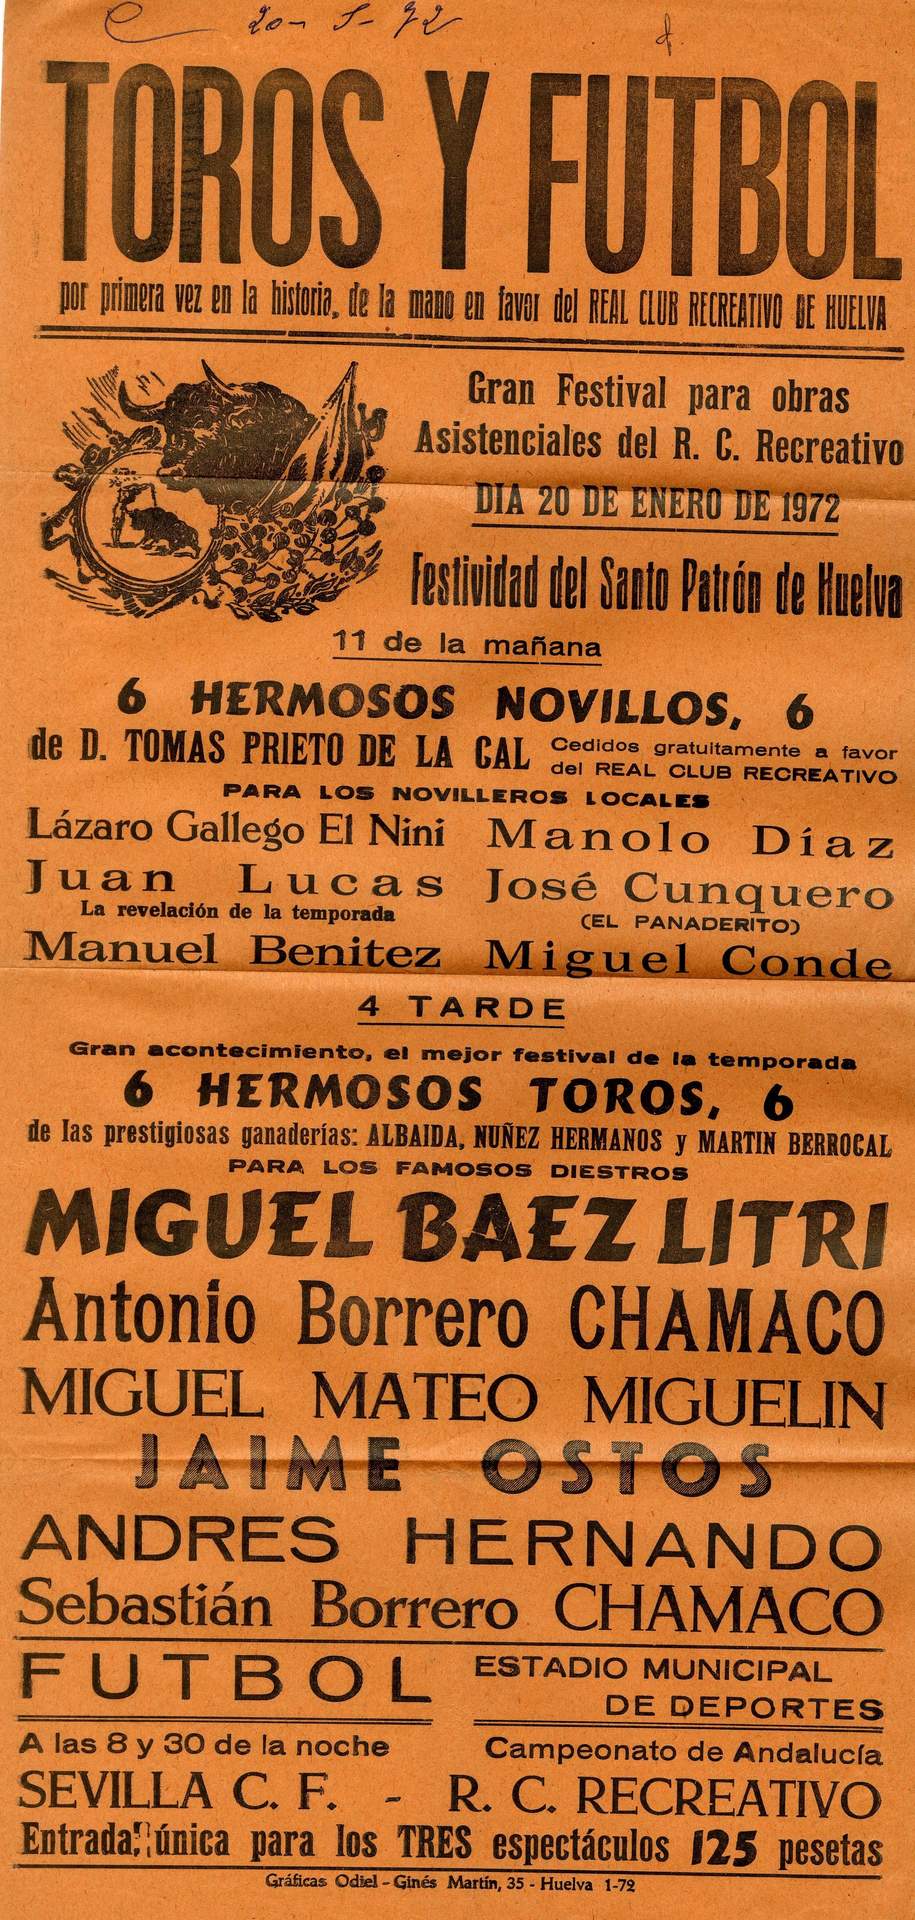 20-1-72
TOROS Y FUTBOL
por primera vez en la historia, de la mano en favor del REAL CLUB RECREATIVO DE HUELVA
Gran Festival para obras
Asistenciales del R. C. Recreativo
DIA 20 DE ENERO DE 1972
Festividad del Santo Patrón de Huelva
11 de la mañana
6 HERMOSOS NOVILLOS, 6
de D. TOMAS PRIETO DE LA CAL Cedidos gratuitamente a favor
del REAL CLUB RECREATIVO
PARA LOS NOVILLEROS LOCALES
Lázaro Gallego El Nini Manolo Díaz
Juan Lucas José Cunquero
La revelación de la temporada (EL PANADERITO)
Manuel Benitez Miguel Conde
4 TARDE
Gran acontecimiento, el mejor festival de la temporada
6 HERMOSOS TOROS, 6
de las prestigiosas ganaderías: ALBAIDA, NUÑEZ HERMANOS y MARTIN BERROCAL
PARA LOS FAMOSOS DIESTROS
MIGUEL BAEZ LITRI
Antonio Borrero CHAMACO
MIGUEL MATEO MIGUELIN
JAIME OSTOS
ANDRES HERNANDO
Sebastián Borrero CHAMACO
FUTBOL ESTADIO MUNICIPAL
DE DEPORTES
A las 8 y 30 de la noche Campeonato de Andalucía
SEVILLA C. F. - R. C. RECREATIVO
Entrada única para los TRES espectáculos 125 pesetas
Gráficas Odiel - Ginés Martín, 35 - Huelva 1-72